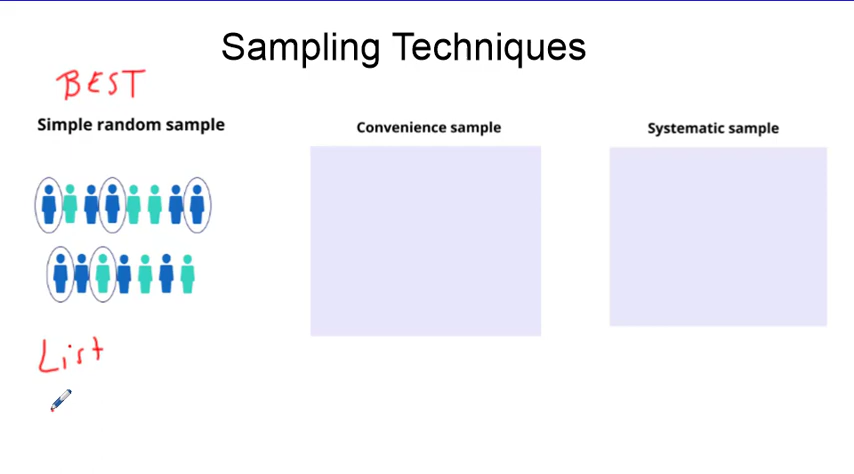 Sampling Techniques
BEST
Simple random sample
Convenience sample
Systematic sample
List